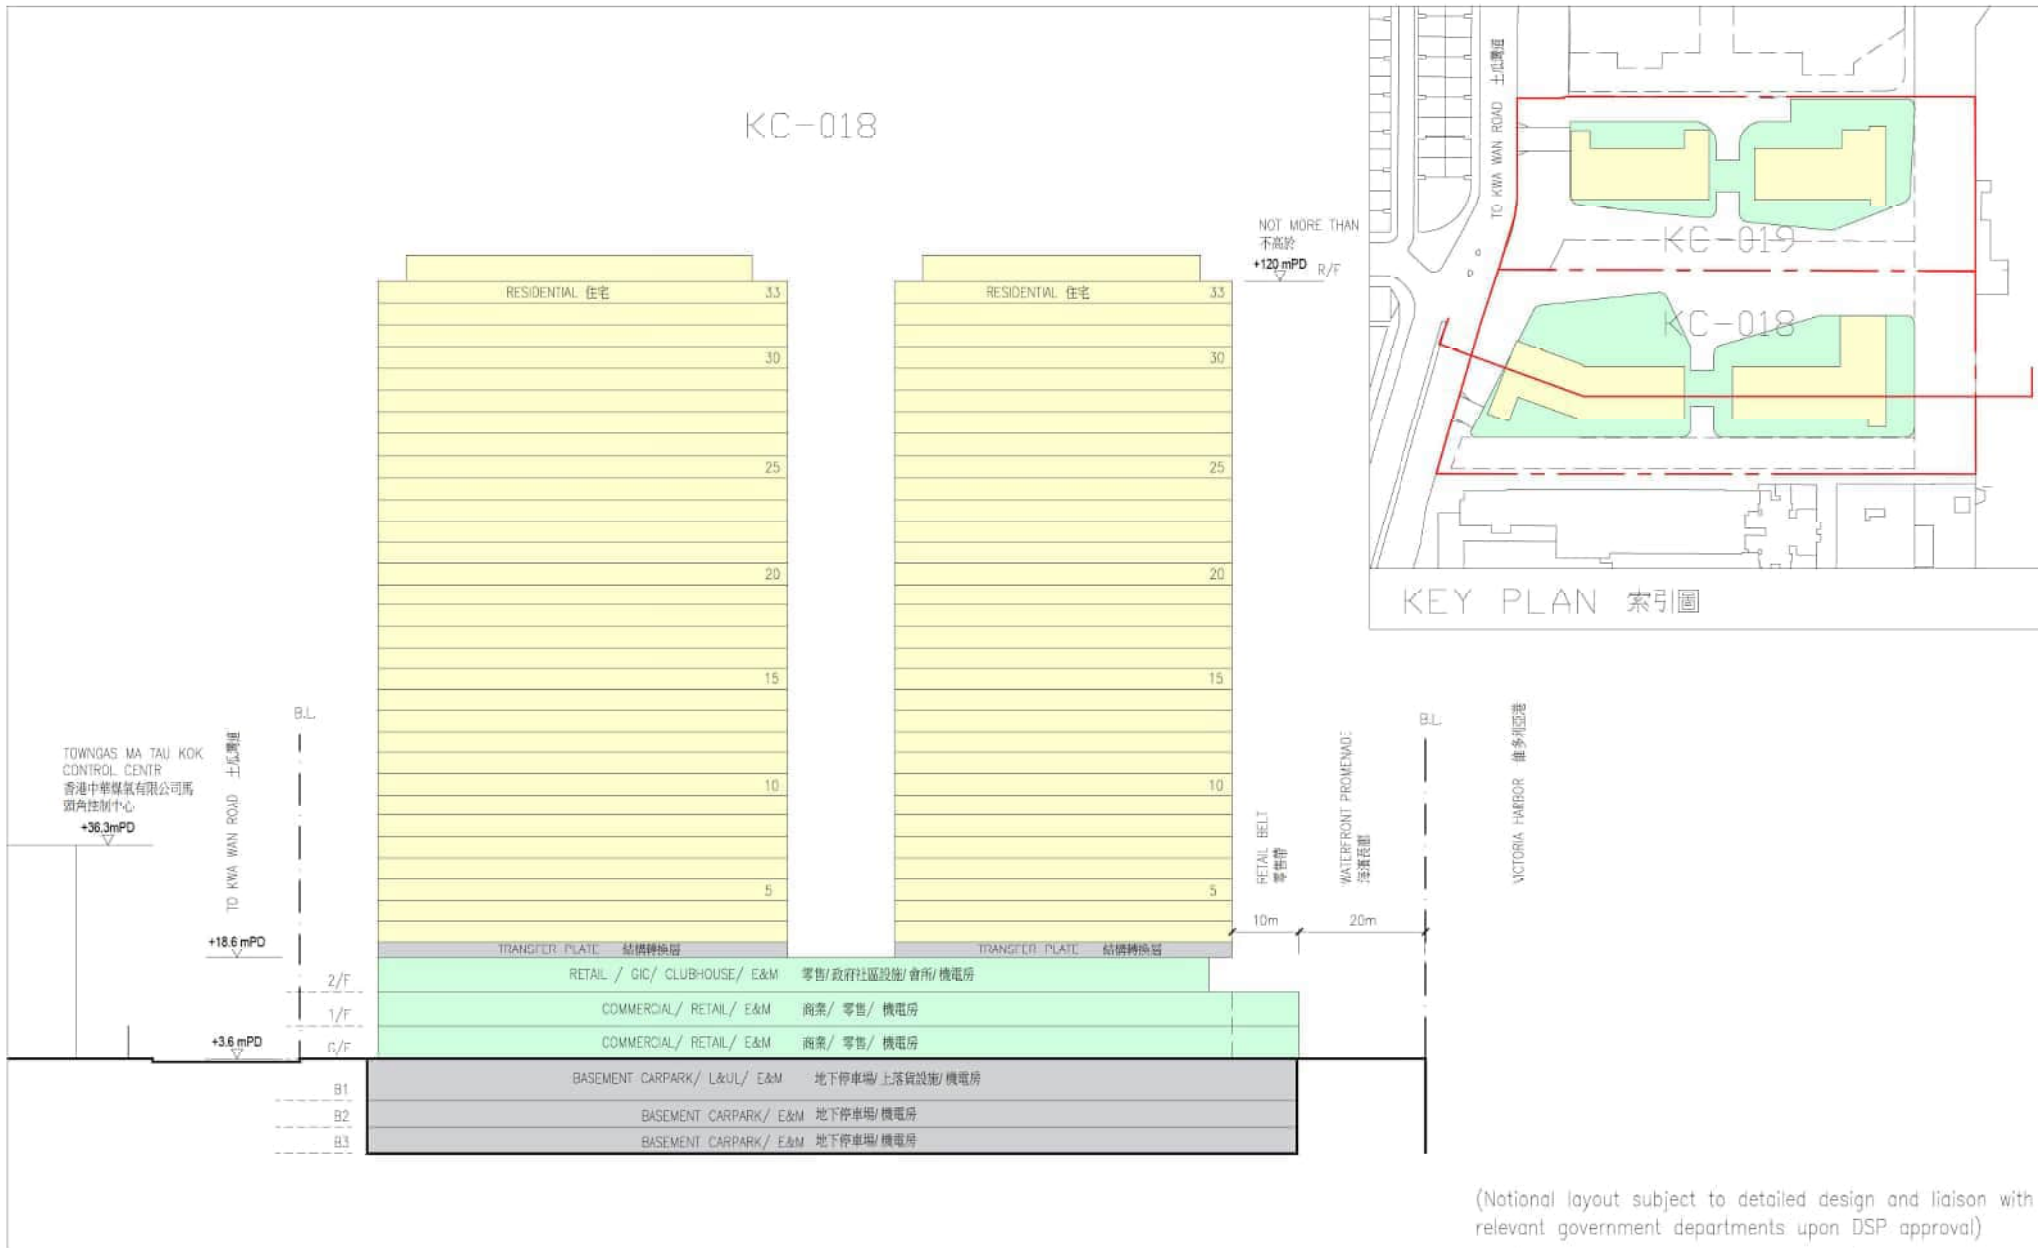 KC-018
NOT MORE THAN
不高於
+120 mPD R/F
RESIDENTIAL 住宅 33
30
25
20
15
10
5
RESIDENTIAL 住宅 33
30
25
20
15
10
5
TRANSFER PLATE 結構轉換層
TRANSFER PLATE 結構轉換層
RETAIL / GIC/ CLUBHOUSE/ E&M 零售/政府社區設施/會所/機電房
COMMERCIAL/ RETAIL/ E&M 商業/ 零售/ 機電房
COMMERCIAL/ RETAIL/ E&M 商業/ 零售/ 機電房
BASEMENT CARPARK/ L&UL/ E&M 地下停車場/上落貨設施/機電房
BASEMENT CARPARK/ E&M 地下停車場/機電房
BASEMENT CARPARK/ E&M 地下停車場/機電房
TOWNGAS MA TAU KOK
CONTROL CENTR
香港中華煤氣有限公司馬
頭角控制中心
+36.3mPD
TO KWA WAN ROAD 土瓜灣道
B.L.
+18.6 mPD
2/F
1/F
+3.6 mPD
G/F
B1
B2
B3
RETAIL BELT
零售帶
10m
WATERFRONT PROMENADE
海濱長廊
20m
B.L.
VICTORIA HARBOR 維多利亞港
TO KWA WAN ROAD 土瓜灣道
KC-019
KC-018
KEY PLAN 索引圖
(Notional layout subject to detailed design and liaison with
relevant government departments upon DSP approval)